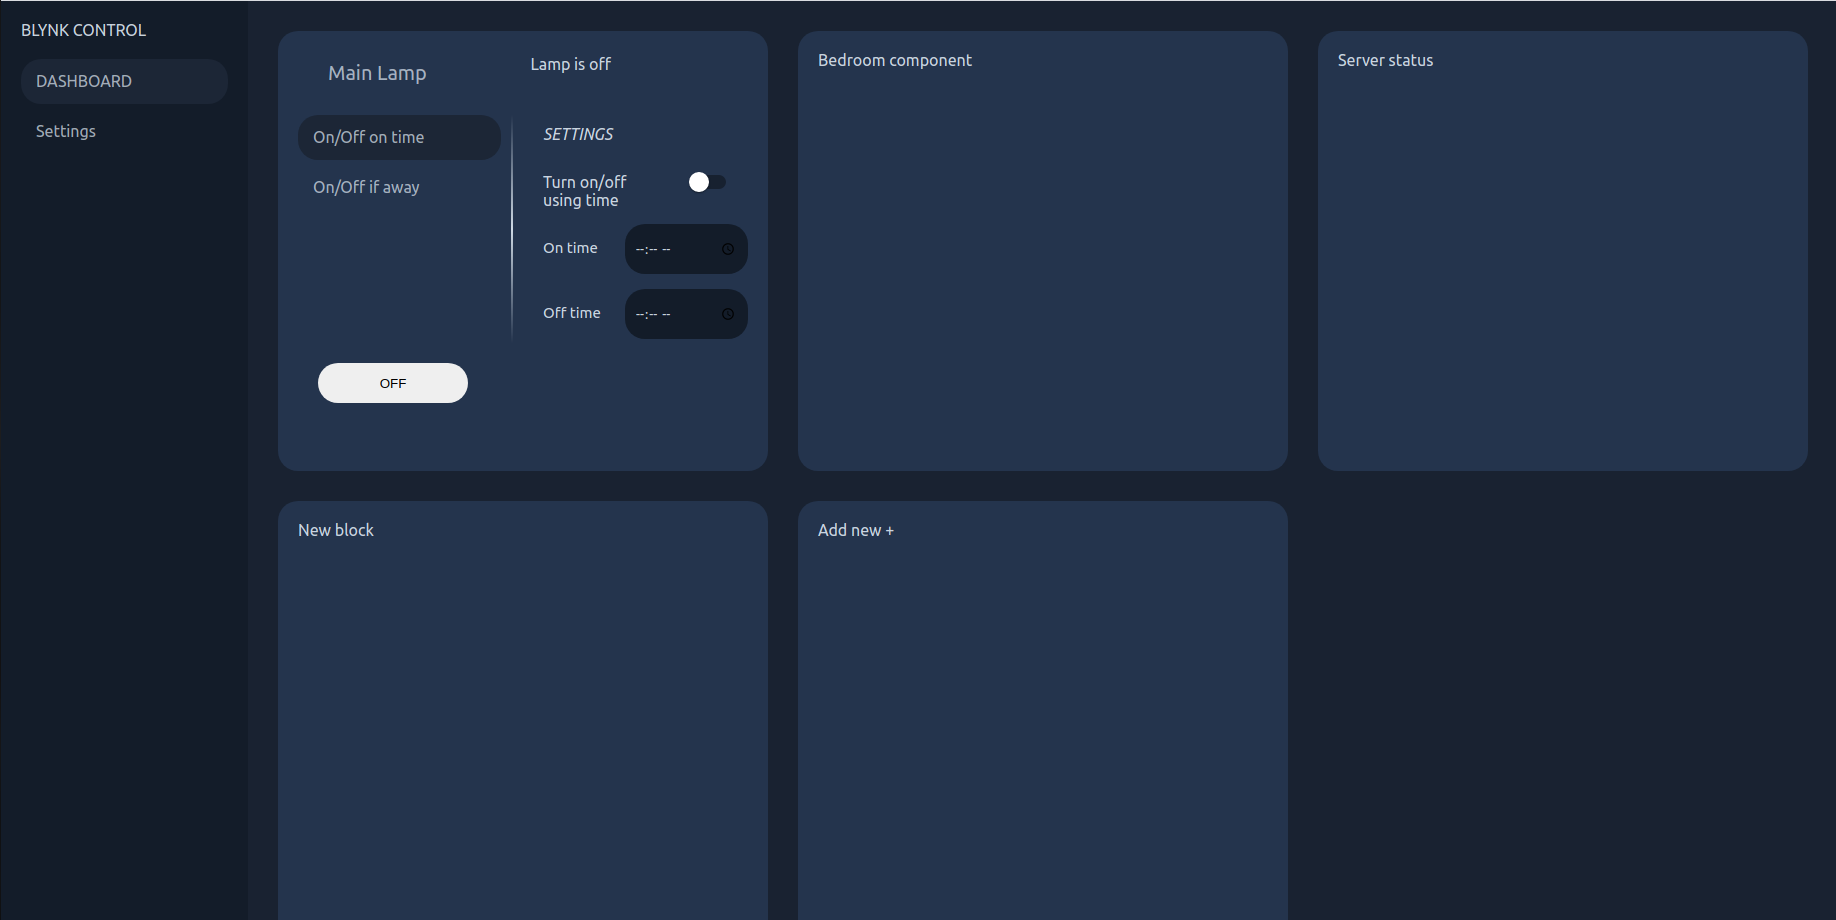 BLYNK CONTROL
DASHBOARD
Settings
Main Lamp
Lamp is off
On/Off on time
On/Off if away
SETTINGS
Turn on/off
using time
On time
--:-- --
Off time
--:-- --
OFF
Bedroom component
Server status
New block
Add new +